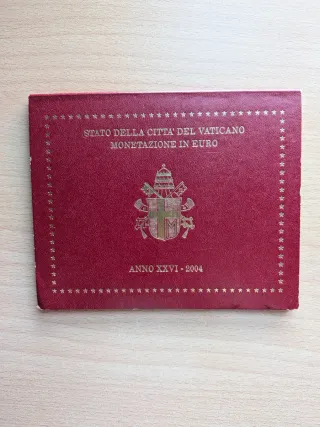 STATO DELLA CITTA' DEL VATICANO
MONETAZIONE IN EURO
ANNO XXVI - 2004